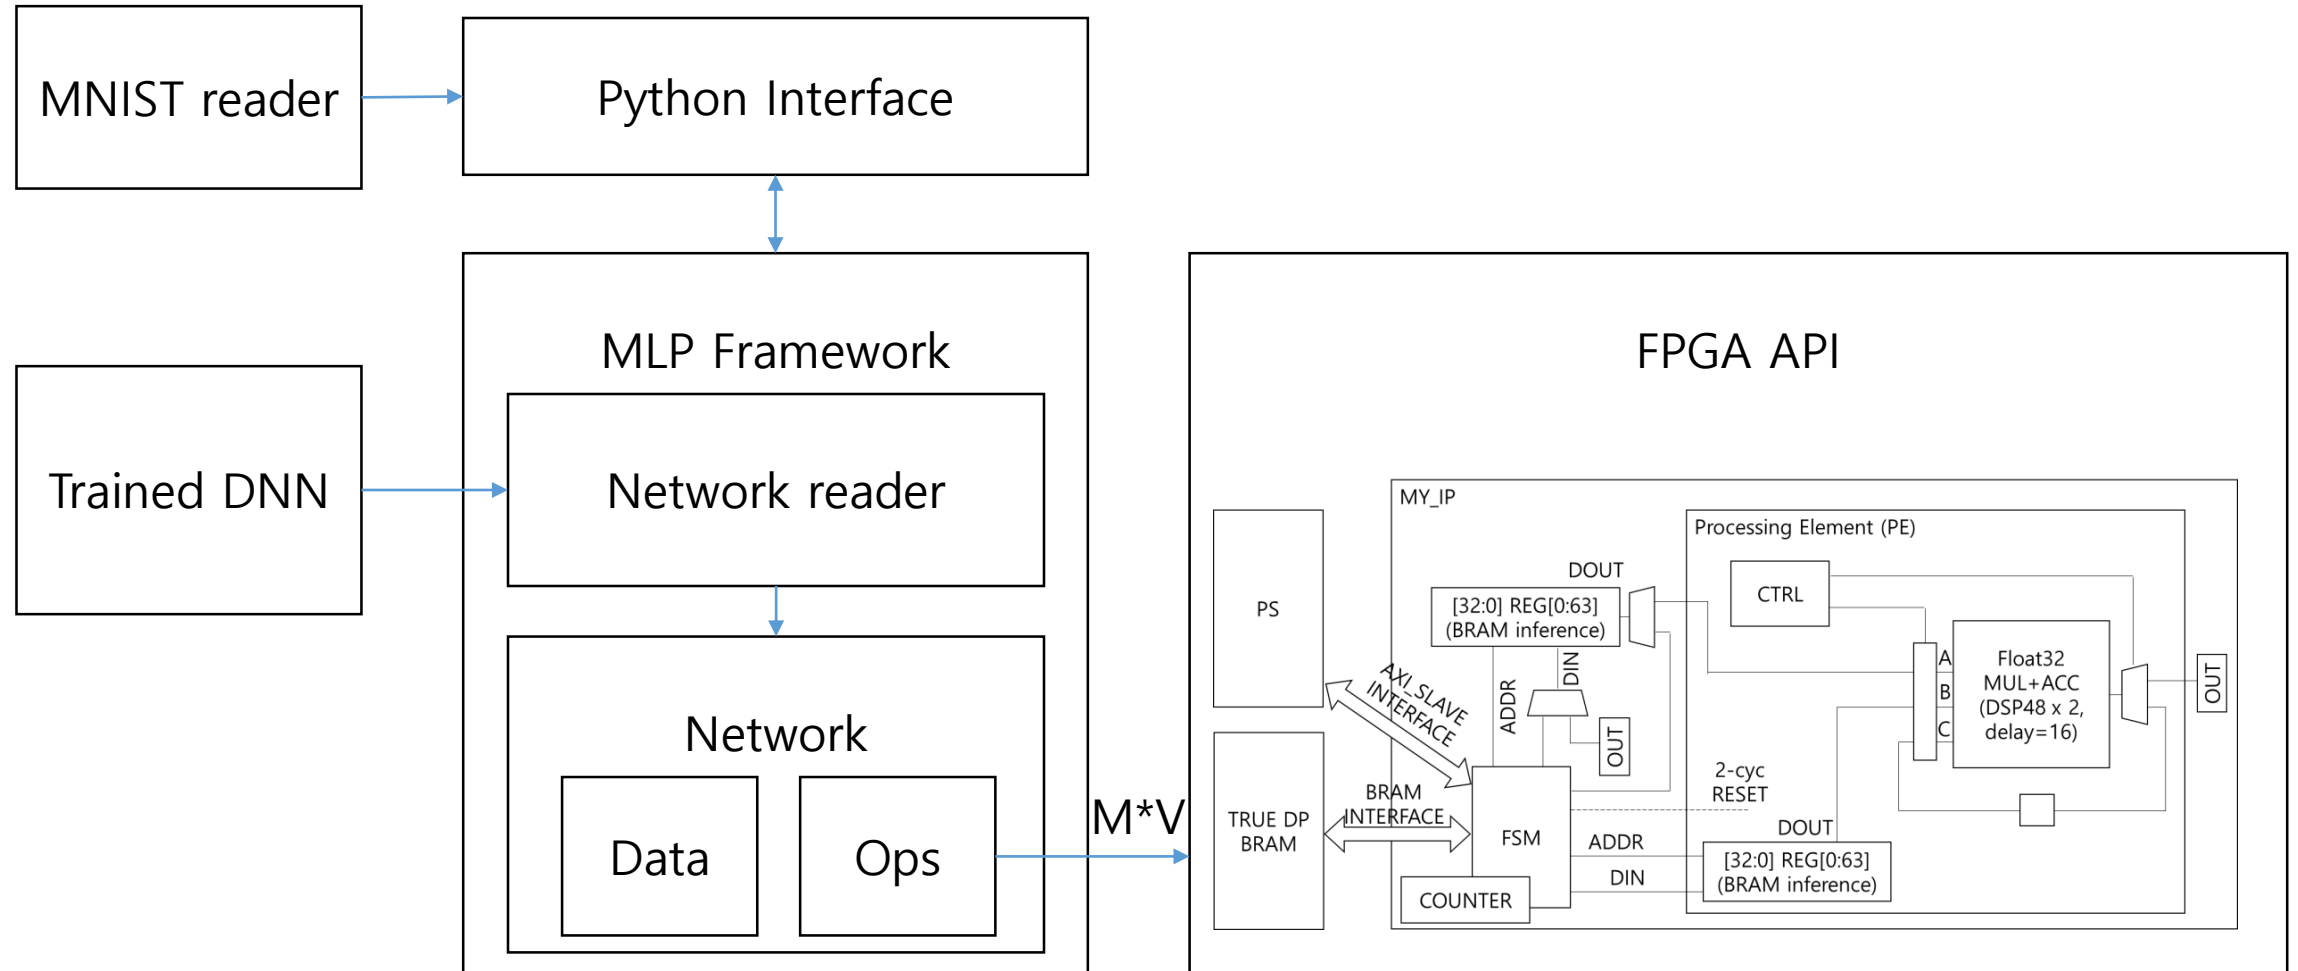 MNIST reader
Python Interface
MLP Framework
FPGA API
Trained DNN
Network reader
Network
Data
Ops
M*V
MY_IP
PS
TRUE DP
BRAM
AXI_SLAVE
INTERFACE
BRAM
INTERFACE
DOUT
[32:0] REG[0:63]
(BRAM inference)
ADDR
DIN
OUT
FSM
COUNTER
Processing Element (PE)
CTRL
A
B
C
Float32
MUL+ACC
(DSP48 x 2,
delay=16)
OUT
2-cyc
RESET
ADDR
DIN
DOUT
[32:0] REG[0:63]
(BRAM inference)